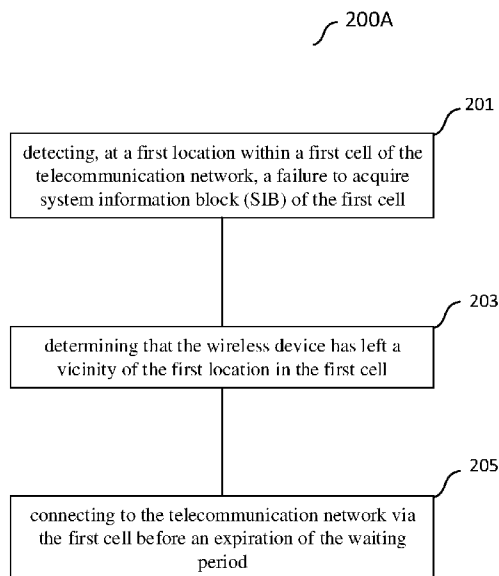 200A
201
detecting, at a first location within a first cell of the
telecommunication network, a failure to acquire
system information block (SIB) of the first cell
203
determining that the wireless device has left a
vicinity of the first location in the first cell
205
connecting to the telecommunication network via
the first cell before an expiration of the waiting
period